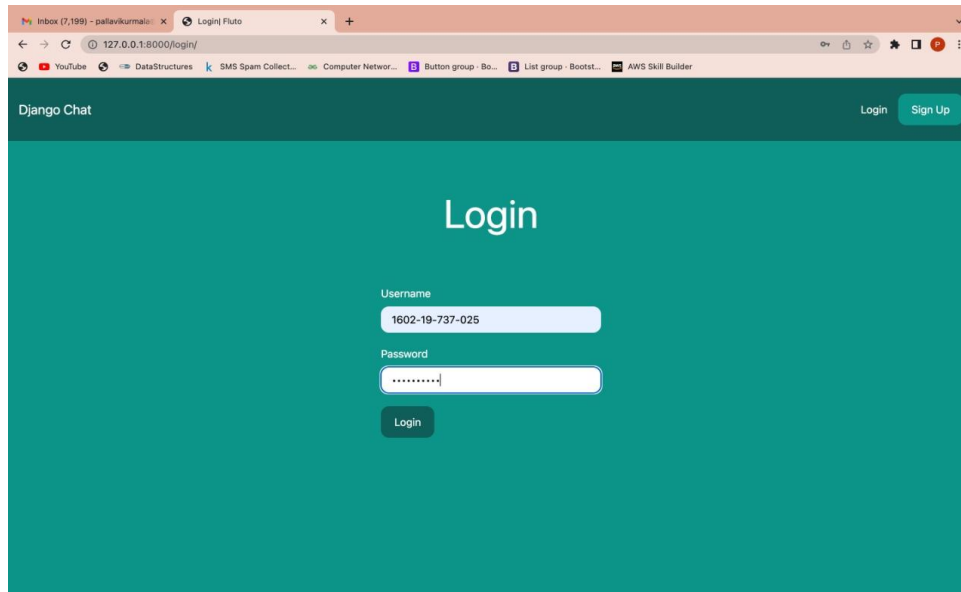 Inbox (7,199) - pallavikurmala
Login| Fluto
127.0.0.1:8000/login/
YouTube DataStructures SMS Spam Collect... Computer Networ... Button group · Bo... List group · Bootst... AWS Skill Builder
Django Chat Login Sign Up
Login
Username
1602-19-737-025
Password
Login